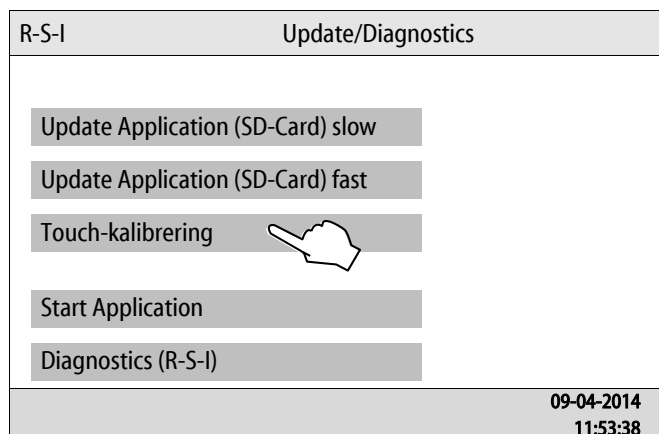 R-S-I Update/Diagnostics
Update Application (SD-Card) slow
Update Application (SD-Card) fast
Touch-kalibrering
Start Application
Diagnostics (R-S-I)
09-04-2014
11:53:38